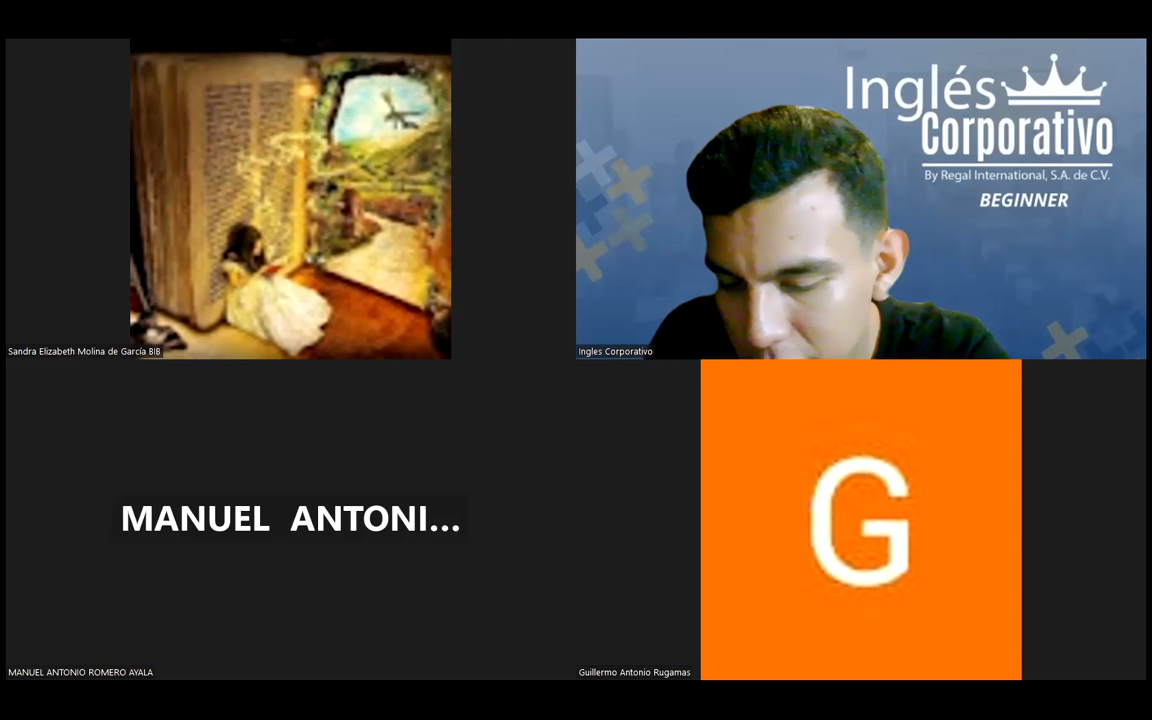 Inglés
Corporativo
By Regal International, S.A. de C.V.
BEGINNER
Sandra Elizabeth Molina de García BIB
Ingles Corporativo
MANUEL ANTONI...
G
MANUEL ANTONIO ROMERO AYALA
Guillermo Antonio Rugamas